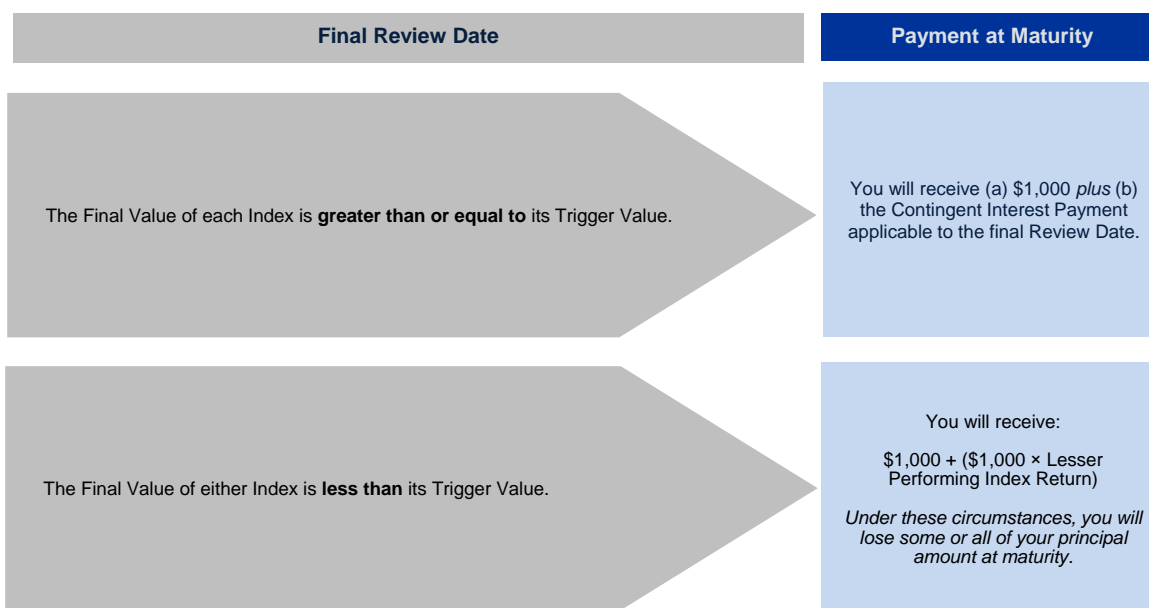 Final Review Date
Payment at Maturity
The Final Value of each Index is greater than or equal to its Trigger Value.
You will receive (a) $1,000 plus (b)
the Contingent Interest Payment
applicable to the final Review Date.
The Final Value of either Index is less than its Trigger Value.
You will receive:
$1,000 + ($1,000 × Lesser
Performing Index Return)
Under these circumstances, you will
lose some or all of your principal
amount at maturity.